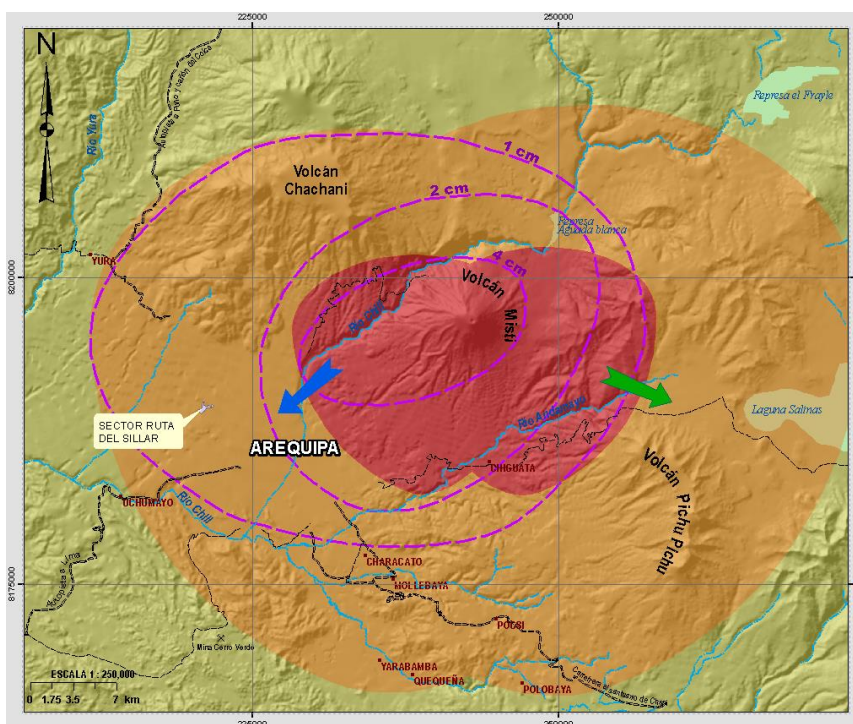 225000
250000
N
Represa el Frayle
Río Yura
1 cm
Volcán
Chachani
2 cm
Represa
Aguada blanca
YURA
8200000
4 cm
Volcán
Misti
Río Chili
SECTOR RUTA
DEL SILLAR
AREQUIPA
Río Andamayo
Laguna Salinas
CHIGUATA
Volcán Pichu Pichu
UCHUMAYO
Río Chili
CHARACATO
MOLLEBAYA
8175000
POCSI
Mina Cerro Verde
YARABAMBA
QUEQUEÑA
POLOBAYA
ESCALA 1 : 250,000
0 1.75 3.5 7 km
225000
250000